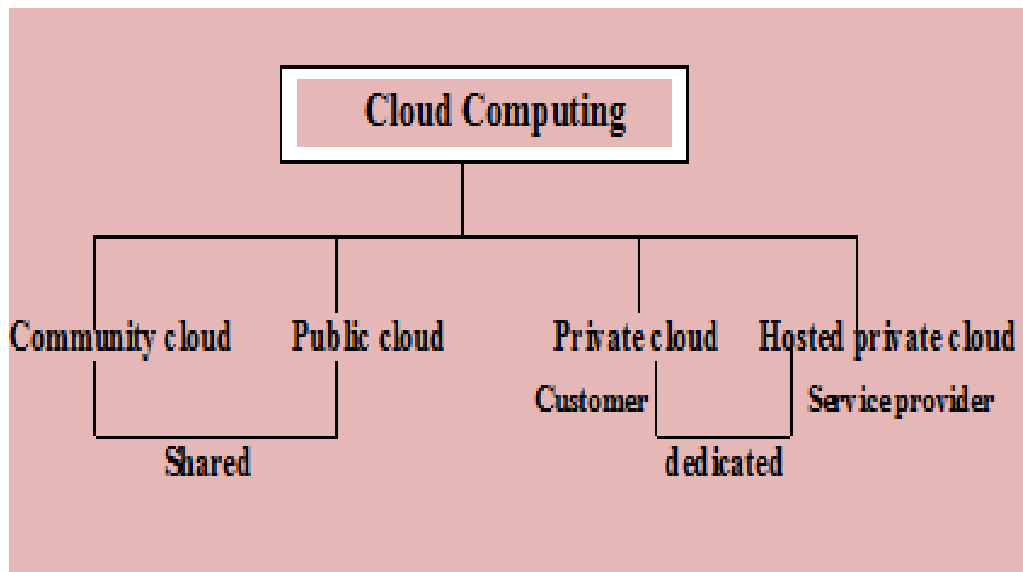 Cloud Computing
Community cloud Public cloud Private cloud Hosted private cloud
Customer Service provider
Shared dedicated